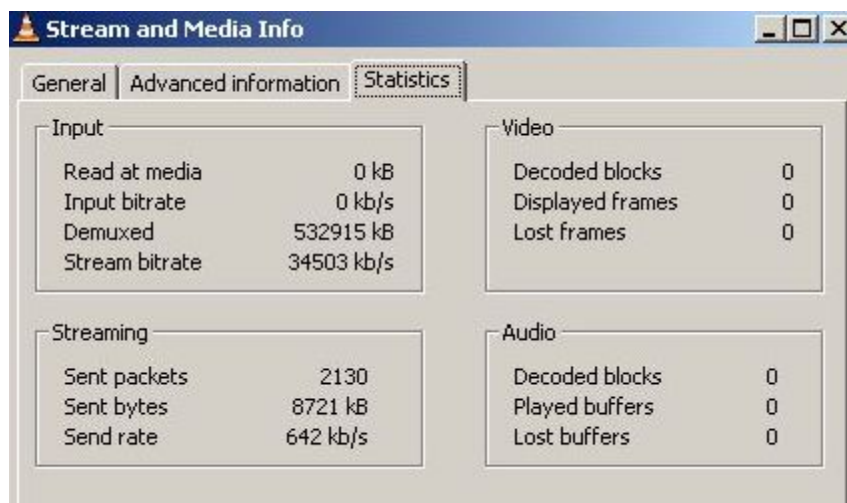 Stream and Media Info
General Advanced information Statistics
Input
Read at media 0 kB
Input bitrate 0 kb/s
Demuxed 532915 kB
Stream bitrate 34503 kb/s
Video
Decoded blocks 0
Displayed frames 0
Lost frames 0
Streaming
Sent packets 2130
Sent bytes 8721 kB
Send rate 642 kb/s
Audio
Decoded blocks 0
Played buffers 0
Lost buffers 0